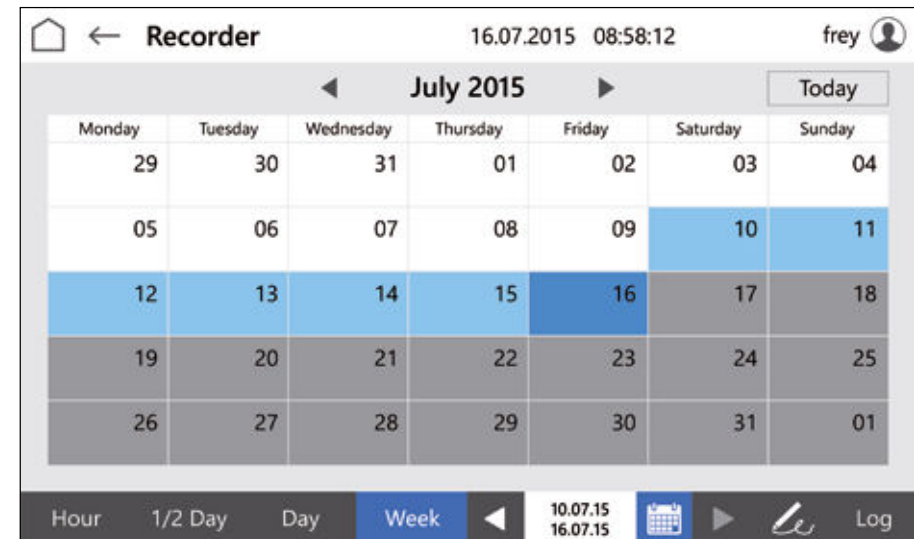 Recorder 16.07.2015 08:58:12 frey
July 2015 Today
Monday Tuesday Wednesday Thursday Friday Saturday Sunday
29 30 31 01 02 03 04
05 06 07 08 09 10 11
12 13 14 15 16 17 18
19 20 21 22 23 24 25
26 27 28 29 30 31 01
Hour 1/2 Day Day Week 10.07.15 Log
16.07.15